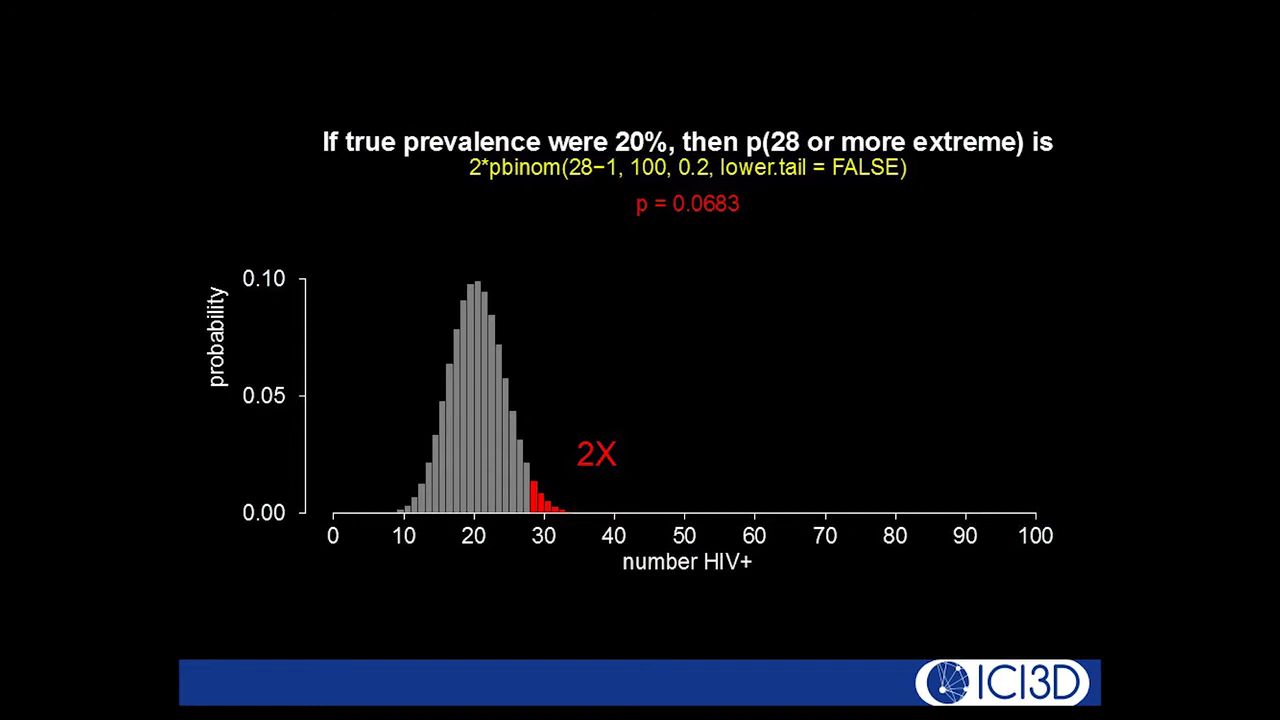 If true prevalence were 20%, then p(28 or more extreme) is
2*pbinom(28−1, 100, 0.2, lower.tail = FALSE)
p = 0.0683
probability
0.10
0.05
0.00
2X
0 10 20 30 40 50 60 70 80 90 100
number HIV+
ICI3D